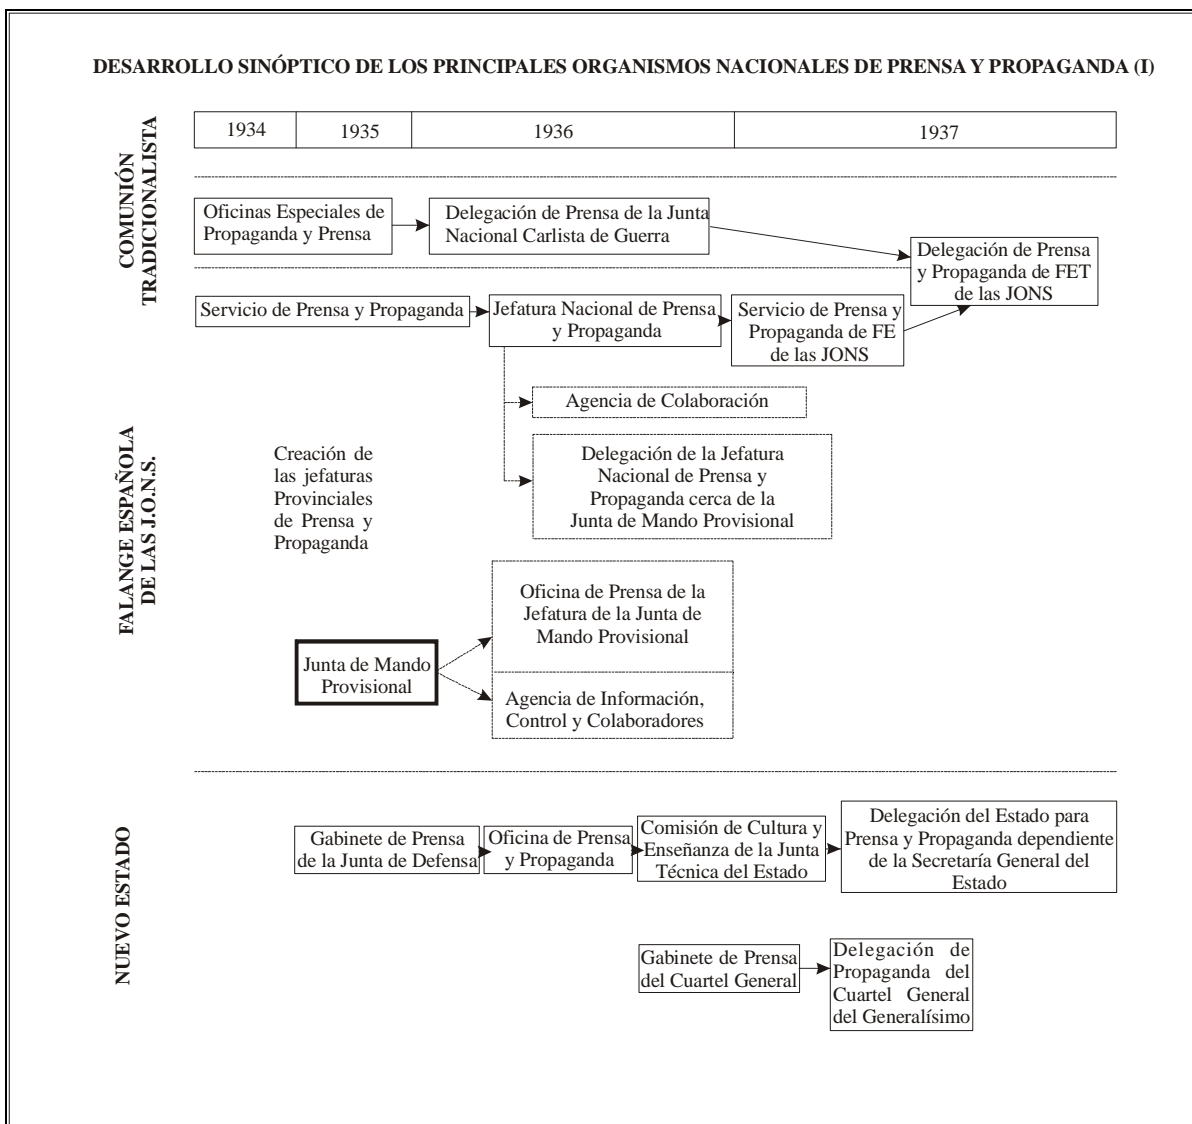 DESARROLLO SINÓPTICO DE LOS PRINCIPALES ORGANISMOS NACIONALES DE PRENSA Y PROPAGANDA (I)
1934
1935
1936
1937
COMUNIÓN
TRADICIONALISTA
Oficinas Especiales de
Propaganda y Prensa
Delegación de Prensa de la Junta
Nacional Carlista de Guerra
Delegación de Prensa
y Propaganda de FET
de las JONS
FALANGE ESPAÑOLA
DE LAS J.O.N.S.
Servicio de Prensa y Propaganda
Jefatura Nacional de Prensa
y Propaganda
Servicio de Prensa y
Propaganda de FE
de las JONS
Agencia de Colaboración
Creación de
las jefaturas
Provinciales
de Prensa y
Propaganda
Delegación de la Jefatura
Nacional de Prensa y
Propaganda cerca de la
Junta de Mando Provisional
Oficina de Prensa de la
Jefatura de la Junta de
Mando Provisional
Junta de Mando
Provisional
Agencia de Información,
Control y Colaboradores
NUEVO ESTADO
Gabinete de Prensa
de la Junta de Defensa
Oficina de Prensa
y Propaganda
Comisión de Cultura y
Enseñanza de la Junta
Técnica del Estado
Delegación del Estado para
Prensa y Propaganda dependiente
de la Secretaría General del
Estado
Gabinete de Prensa
del Cuartel General
Delegación de
Propaganda del
Cuartel General
del Generalísimo